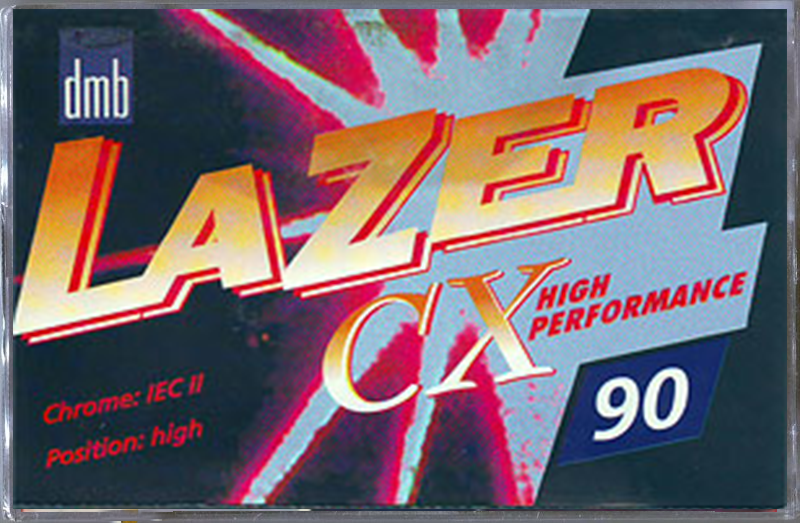 dmb
LAZER
CX
HIGH
PERFORMANCE
90
Chrome: IEC II
Position: high